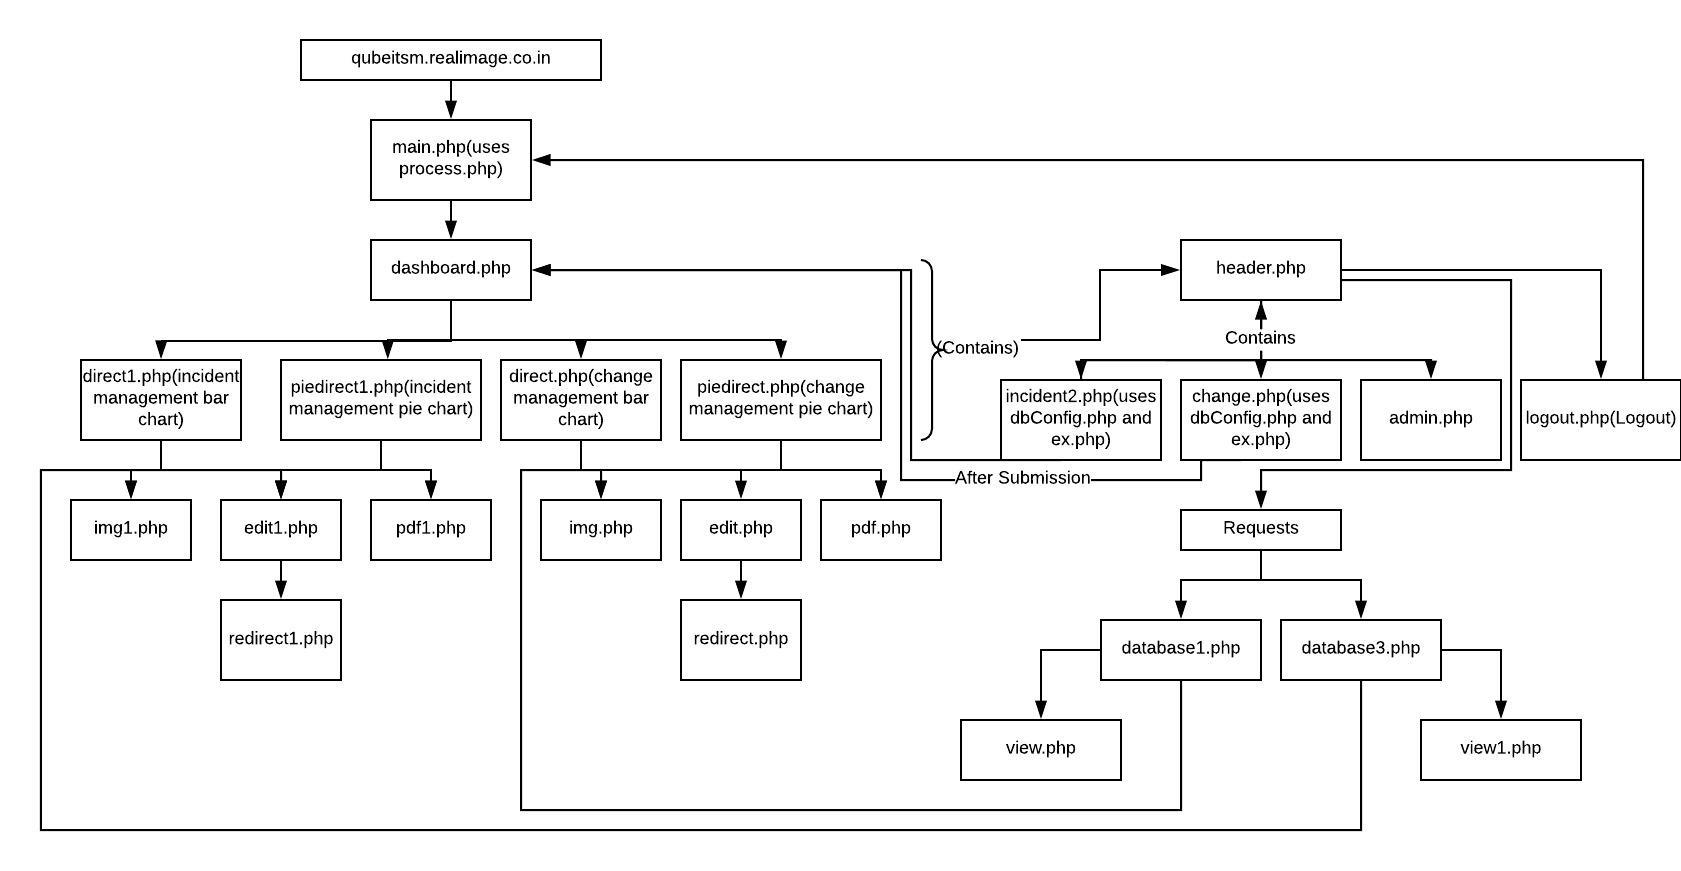 qubeitsm.realimage.co.in
main.php(uses
process.php)
dashboard.php
header.php
(Contains)
Contains
direct1.php(incident
management bar
chart)
piedirect1.php(incident
management pie chart)
direct.php(change
management bar
chart)
piedirect.php(change
management pie chart)
incident2.php(uses
dbConfig.php and
ex.php)
change.php(uses
dbConfig.php and
ex.php)
admin.php
logout.php(Logout)
After Submission
img1.php
edit1.php
pdf1.php
img.php
edit.php
pdf.php
Requests
redirect1.php
redirect.php
database1.php
database3.php
view.php
view1.php